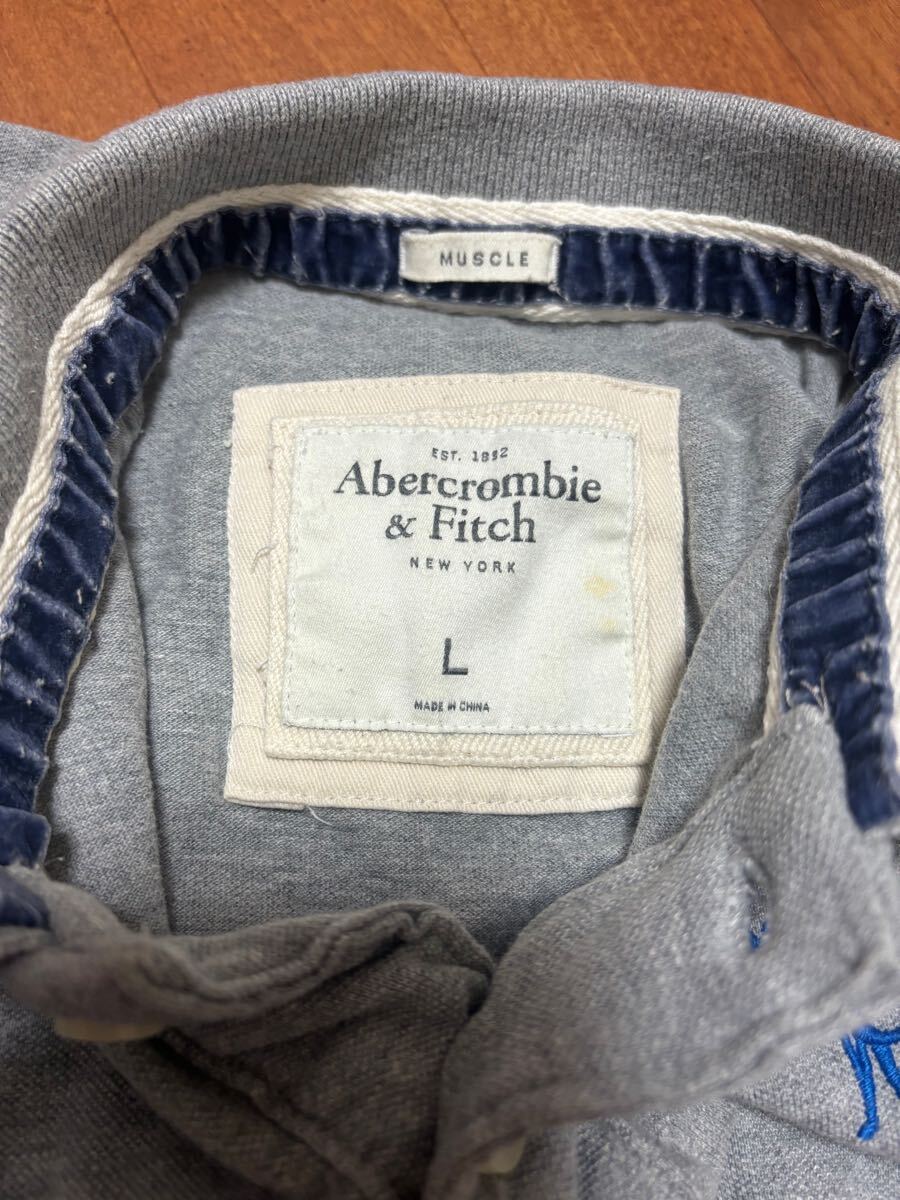 MUSCLE
EST. 1892
Abercrombie
& Fitch
NEW YORK
L
MADE IN CHINA